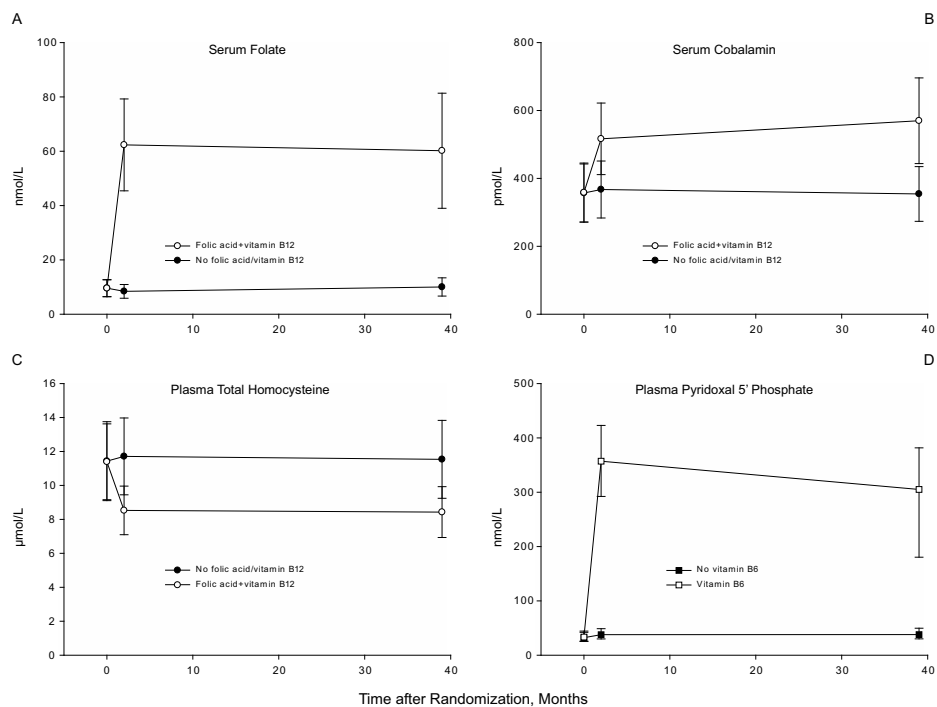 A
Serum Folate
100
80
60
40
20
0
nmol/L
Folic acid+vitamin B12
No folic acid/vitamin B12
0 10 20 30 40
B
Serum Cobalamin
800
600
400
200
0
pmol/L
Folic acid+vitamin B12
No folic acid/vitamin B12
0 10 20 30 40
C
Plasma Total Homocysteine
16
14
12
10
8
6
4
2
0
µmol/L
No folic acid/vitamin B12
Folic acid+vitamin B12
0 10 20 30 40
D
Plasma Pyridoxal 5' Phosphate
500
400
300
200
100
0
nmol/L
No vitamin B6
Vitamin B6
0 10 20 30 40
Time after Randomization, Months